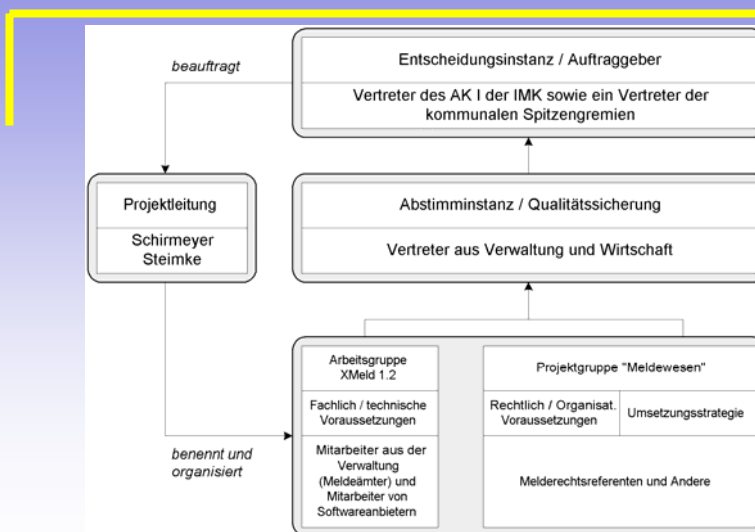 beauftragt
Entscheidungsinstanz / Auftraggeber
Vertreter des AK I der IMK sowie ein Vertreter der
kommunalen Spitzengremien
Projektleitung
Schirmeyer
Steimke
Abstimminstanz / Qualitätssicherung
Vertreter aus Verwaltung und Wirtschaft
benennt und
organisiert
Arbeitsgruppe
XMeld 1.2
Fachlich / technische
Voraussetzungen
Mitarbeiter aus der
Verwaltung
(Meldeämter) und
Mitarbeiter von
Softwareanbietern
Projektgruppe "Meldewesen"
Rechtlich / Organisat.
Voraussetzungen
Umsetzungsstrategie
Melderechtsreferenten und Andere